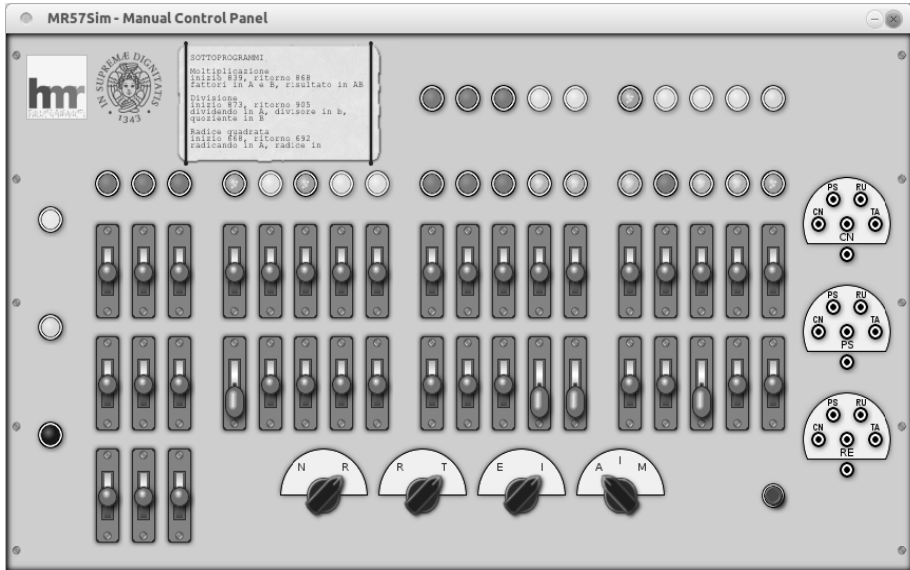 MR57Sim - Manual Control Panel
hmr
IN SUPREMÆ DIGNITATIS
· 1343 ·
SOTTOPROGRAMMI
Moltiplicazione
inizio 839, ritorno 868
fattori in A e B, risultato in AB
Divisione
inizio 873, ritorno 905
dividendo in A, divisore in b,
quoziente in B
Radice quadrata
inizio 668, ritorno 692
radicando in A, radice in
PS RU
CN TA
CN
PS RU
CN TA
PS
PS RU
CN TA
RE
N R R T E I A I M